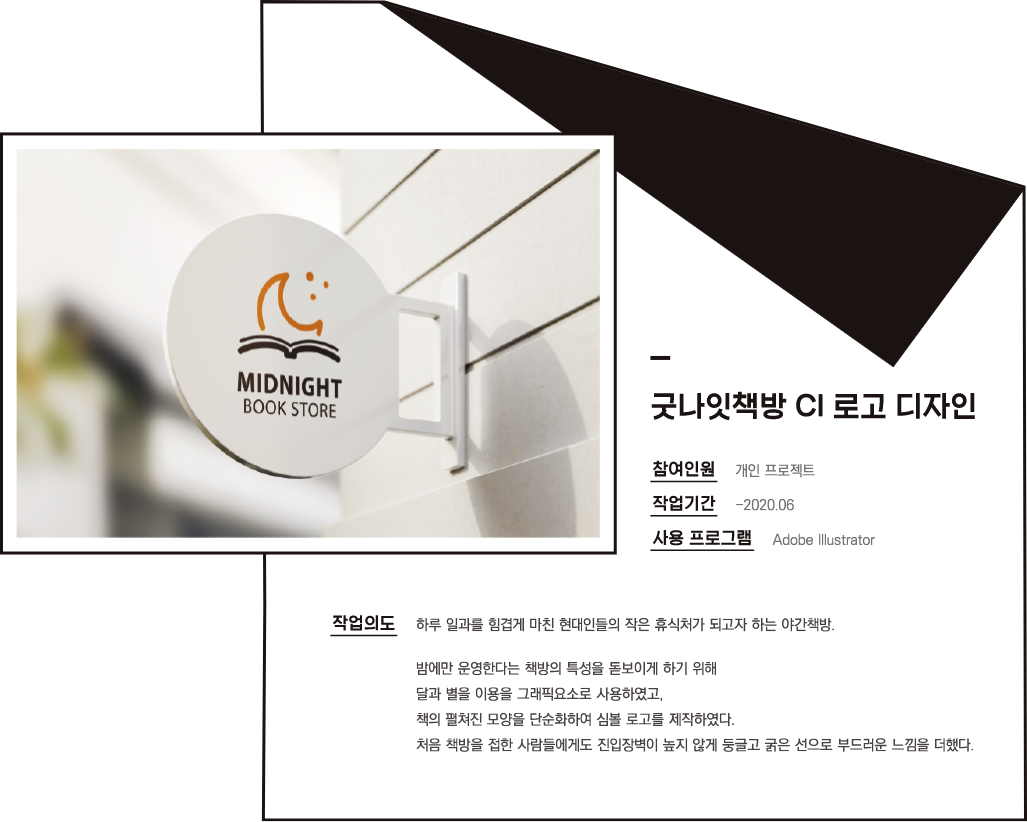 MIDNIGHT
BOOK STORE
굿나잇책방 CI 로고 디자인
참여인원 개인 프로젝트
작업기간 -2020.06
사용 프로그램 Adobe Illustrator
작업의도 하루 일과를 힘겹게 마친 현대인들의 작은 휴식처가 되고자 하는 야간책방.
밤에만 운영한다는 책방의 특성을 돋보이게 하기 위해
달과 별을 이용을 그래픽요소로 사용하였고,
책의 펼쳐진 모양을 단순화하여 심볼 로고를 제작하였다.
처음 책방을 접한 사람들에게도 진입장벽이 높지 않게 둥글고 굵은 선으로 부드러운 느낌을 더했다.